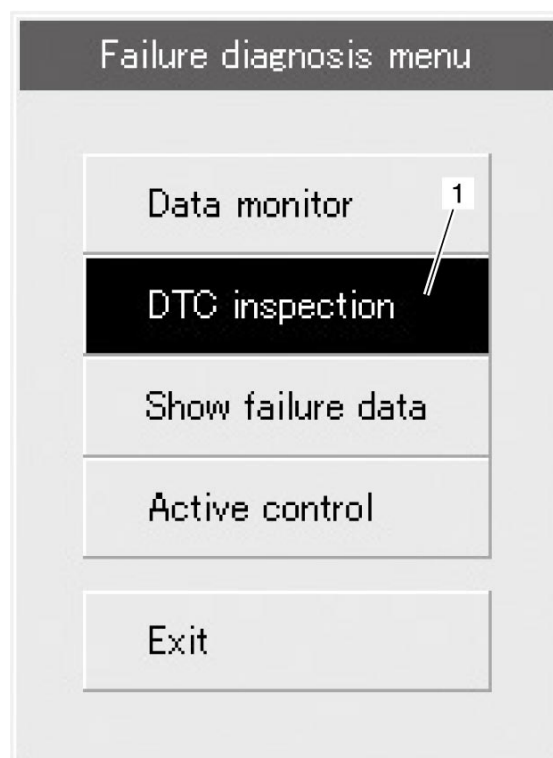 Failure diagnosis menu
Data monitor
1
DTC inspection
Show failure data
Active control
Exit